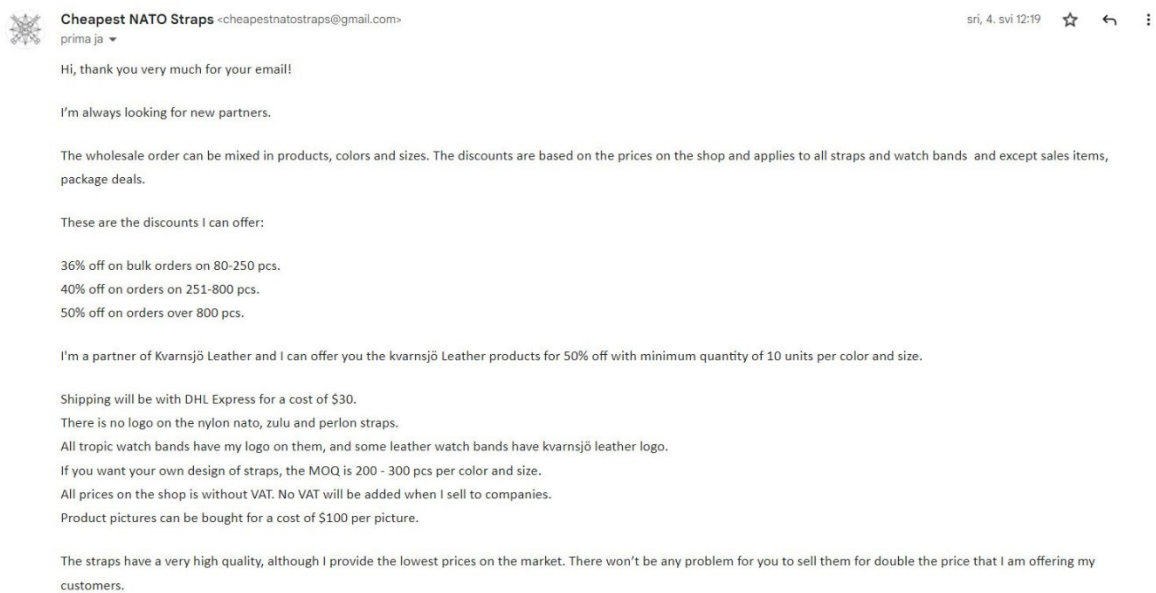 Cheapest NATO Straps <cheapestnatostraps@gmail.com>
sri, 4. svi 12:19
prima ja
Hi, thank you very much for your email!
I'm always looking for new partners.
The wholesale order can be mixed in products, colors and sizes. The discounts are based on the prices on the shop and applies to all straps and watch bands and except sales items,
package deals.
These are the discounts I can offer:
36% off on bulk orders on 80-250 pcs.
40% off on orders on 251-800 pcs.
50% off on orders over 800 pcs.
I'm a partner of Kvarnsjö Leather and I can offer you the kvarnsjö Leather products for 50% off with minimum quantity of 10 units per color and size.
Shipping will be with DHL Express for a cost of $30.
There is no logo on the nylon nato, zulu and perlon straps.
All tropic watch bands have my logo on them, and some leather watch bands have kvarnsjö leather logo.
If you want your own design of straps, the MOQ is 200 - 300 pcs per color and size.
All prices on the shop is without VAT. No VAT will be added when I sell to companies.
Product pictures can be bought for a cost of $100 per picture.
The straps have a very high quality, although I provide the lowest prices on the market. There won't be any problem for you to sell them for double the price that I am offering my
customers.